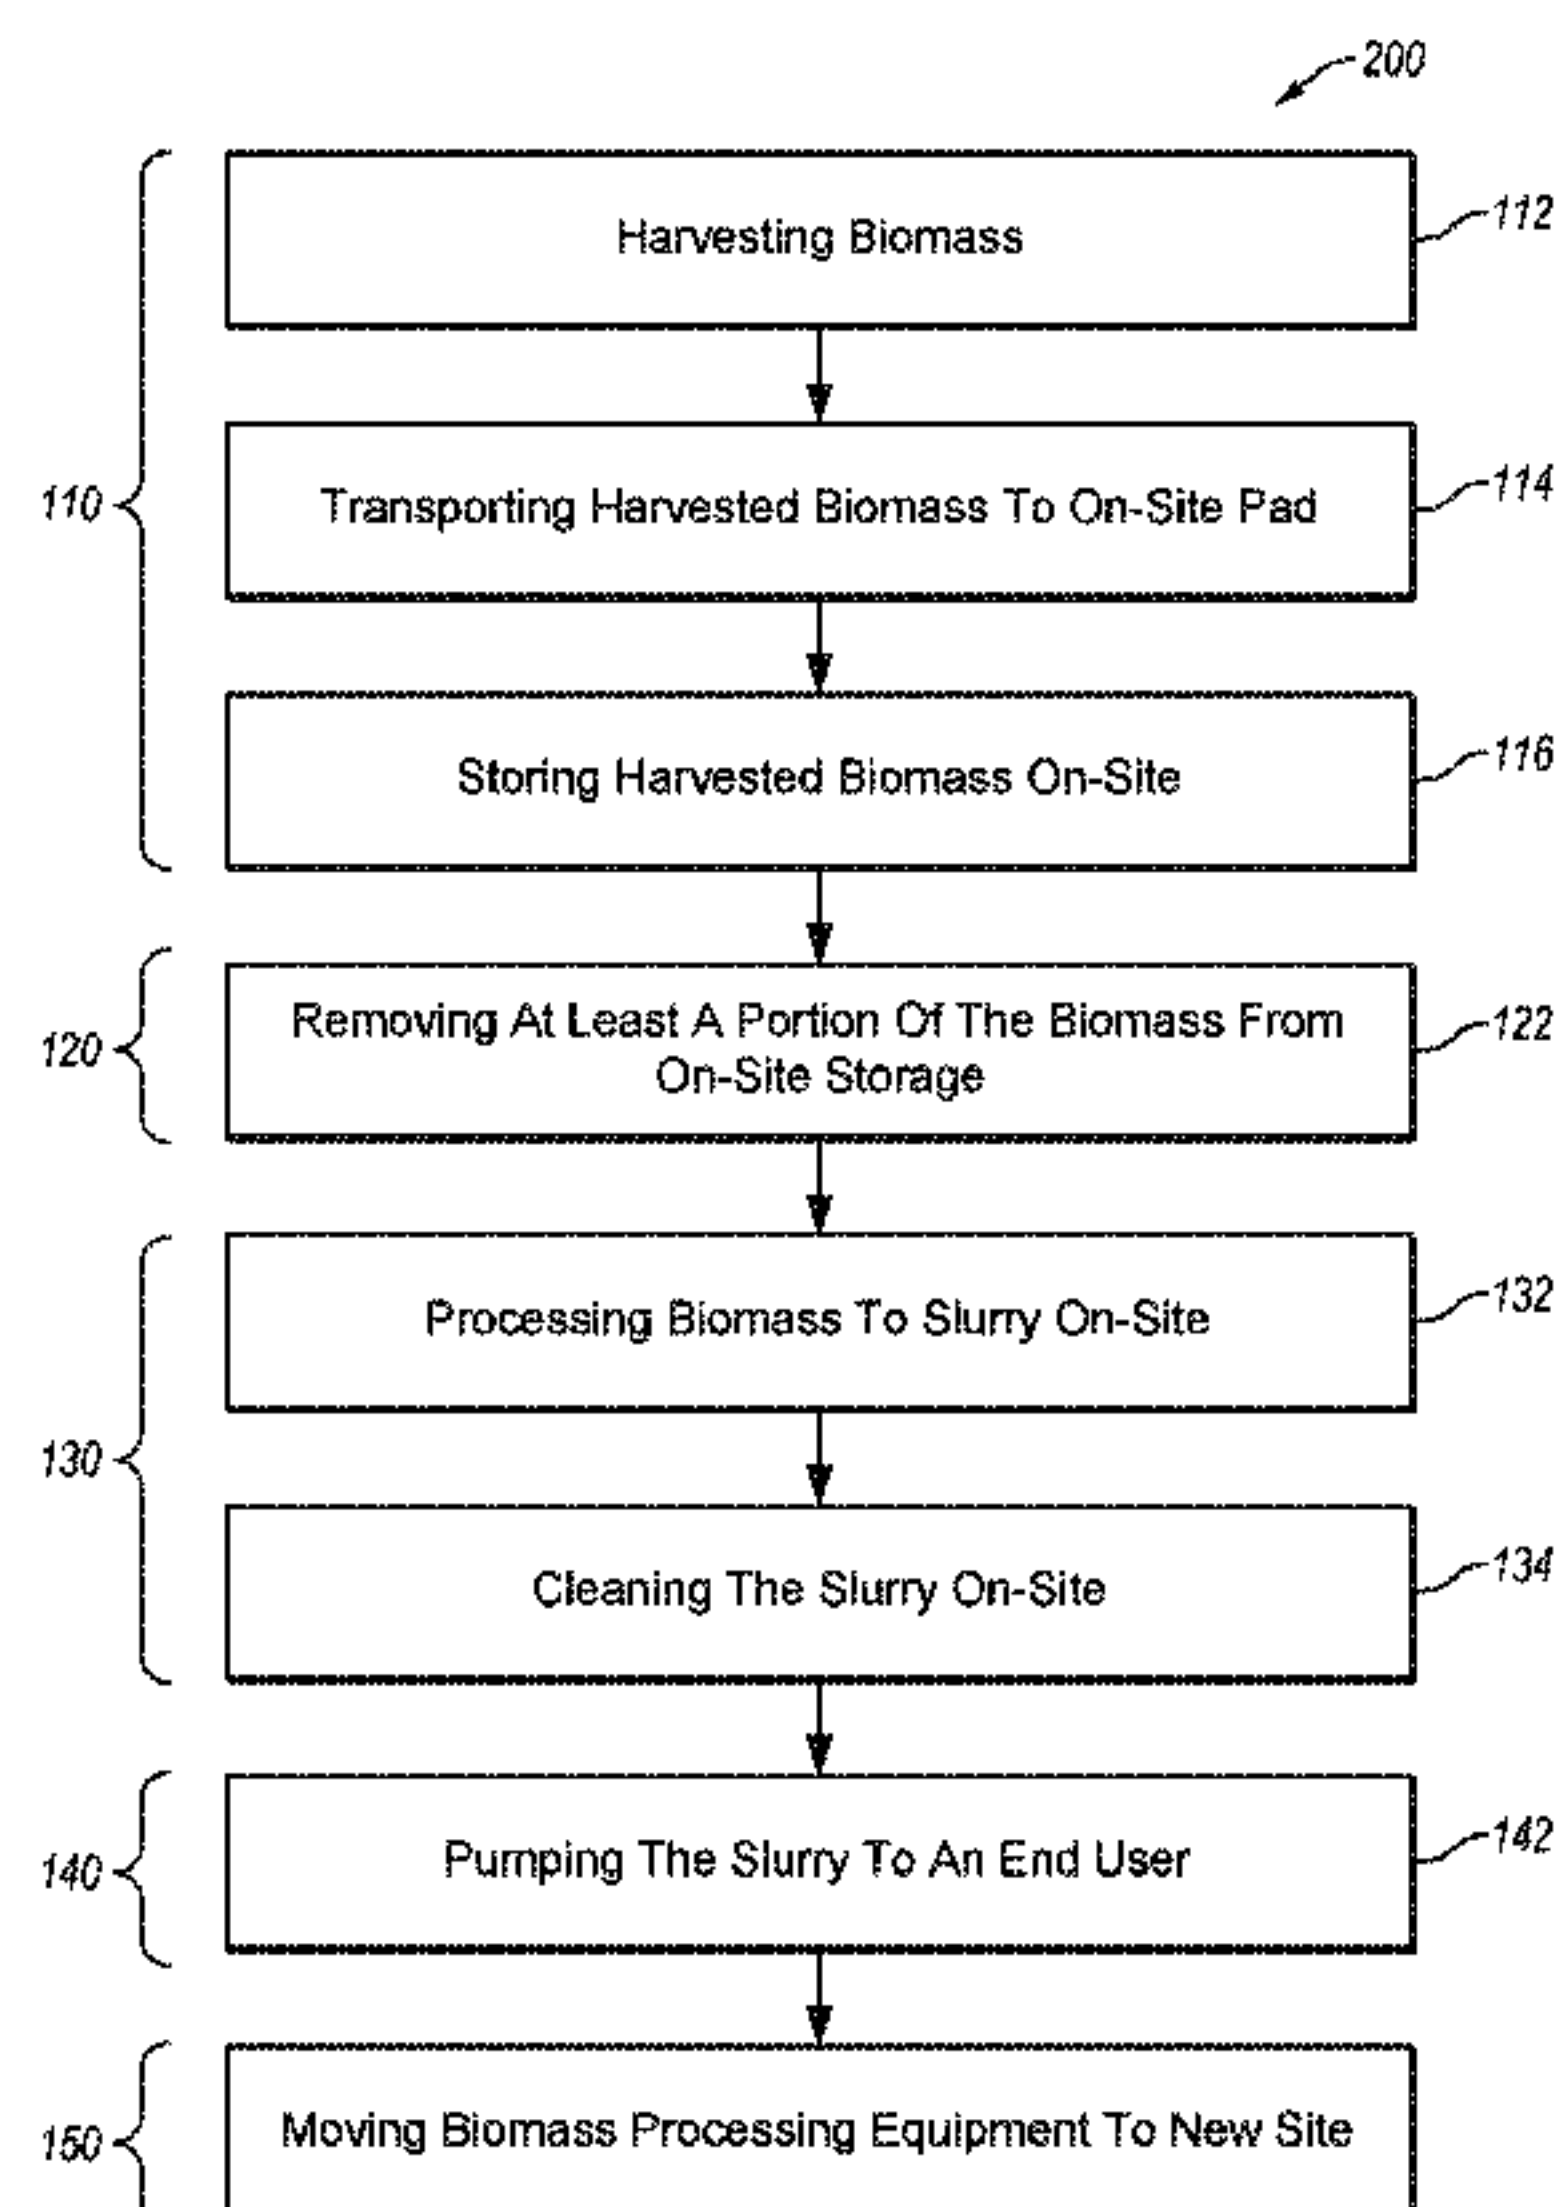 200
Harvesting Biomass
112
110
Transporting Harvested Biomass To On-Site Pad
114
Storing Harvested Biomass On-Site
116
120
Removing At Least A Portion Of The Biomass From
On-Site Storage
122
130
Processing Biomass To Slurry On-Site
132
Cleaning The Slurry On-Site
134
140
Pumping The Slurry To An End User
142
150
Moving Biomass Processing Equipment To New Site